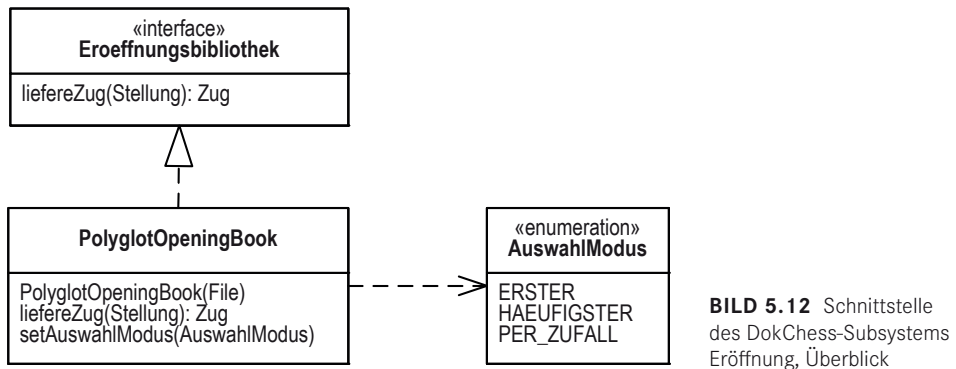 «interface»
Eroeffnungsbibliothek
liefereZug(Stellung): Zug
PolyglotOpeningBook
PolyglotOpeningBook(File)
liefereZug(Stellung): Zug
setAuswahlModus(AuswahlModus)
«enumeration»
AuswahlModus
ERSTER
HAEUFIGSTER
PER_ZUFALL
BILD 5.12 Schnittstelle
des DokChess-Subsystems
Eröffnung, Überblick